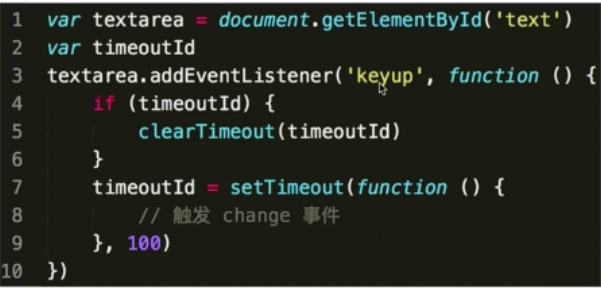 1 var textarea = document.getElementById('text')
2 var timeoutId
3 textarea.addEventListener('keyup', function () {
4     if (timeoutId) {
5         clearTimeout(timeoutId)
6     }
7     timeoutId = setTimeout(function () {
8         // 触发 change 事件
9     }, 100)
10 })